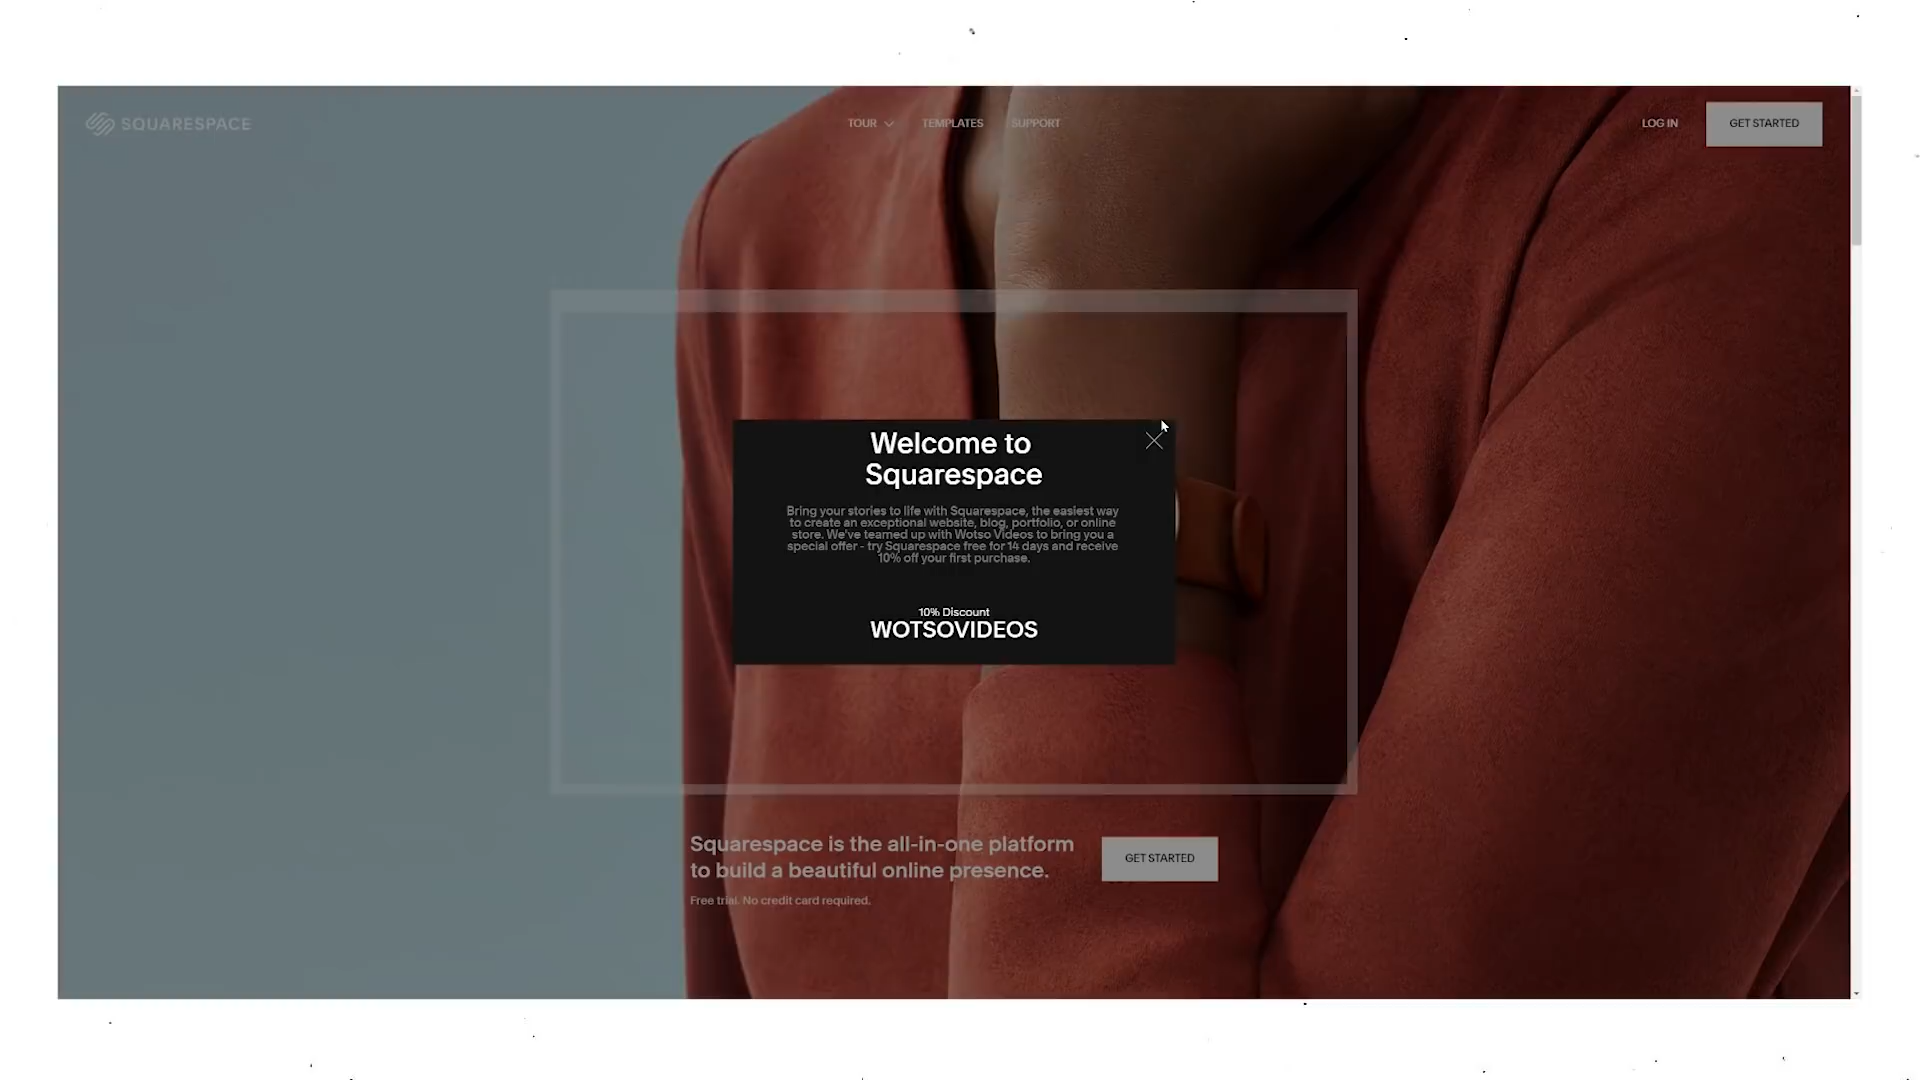 SQUARESPACE
TOUR
TEMPLATES
SUPPORT
LOG IN
GET STARTED
Welcome to
Squarespace
Bring your stories to life with Squarespace, the easiest way
to create an exceptional website, blog, portfolio, or online
store. We've teamed up with Wotso Videos to bring you a
special offer - try Squarespace free for 14 days and receive
10% off your first purchase.
10% Discount
WOTSOVIDEOS
Squarespace is the all-in-one platform
to build a beautiful online presence.
GET STARTED
Free trial. No credit card required.